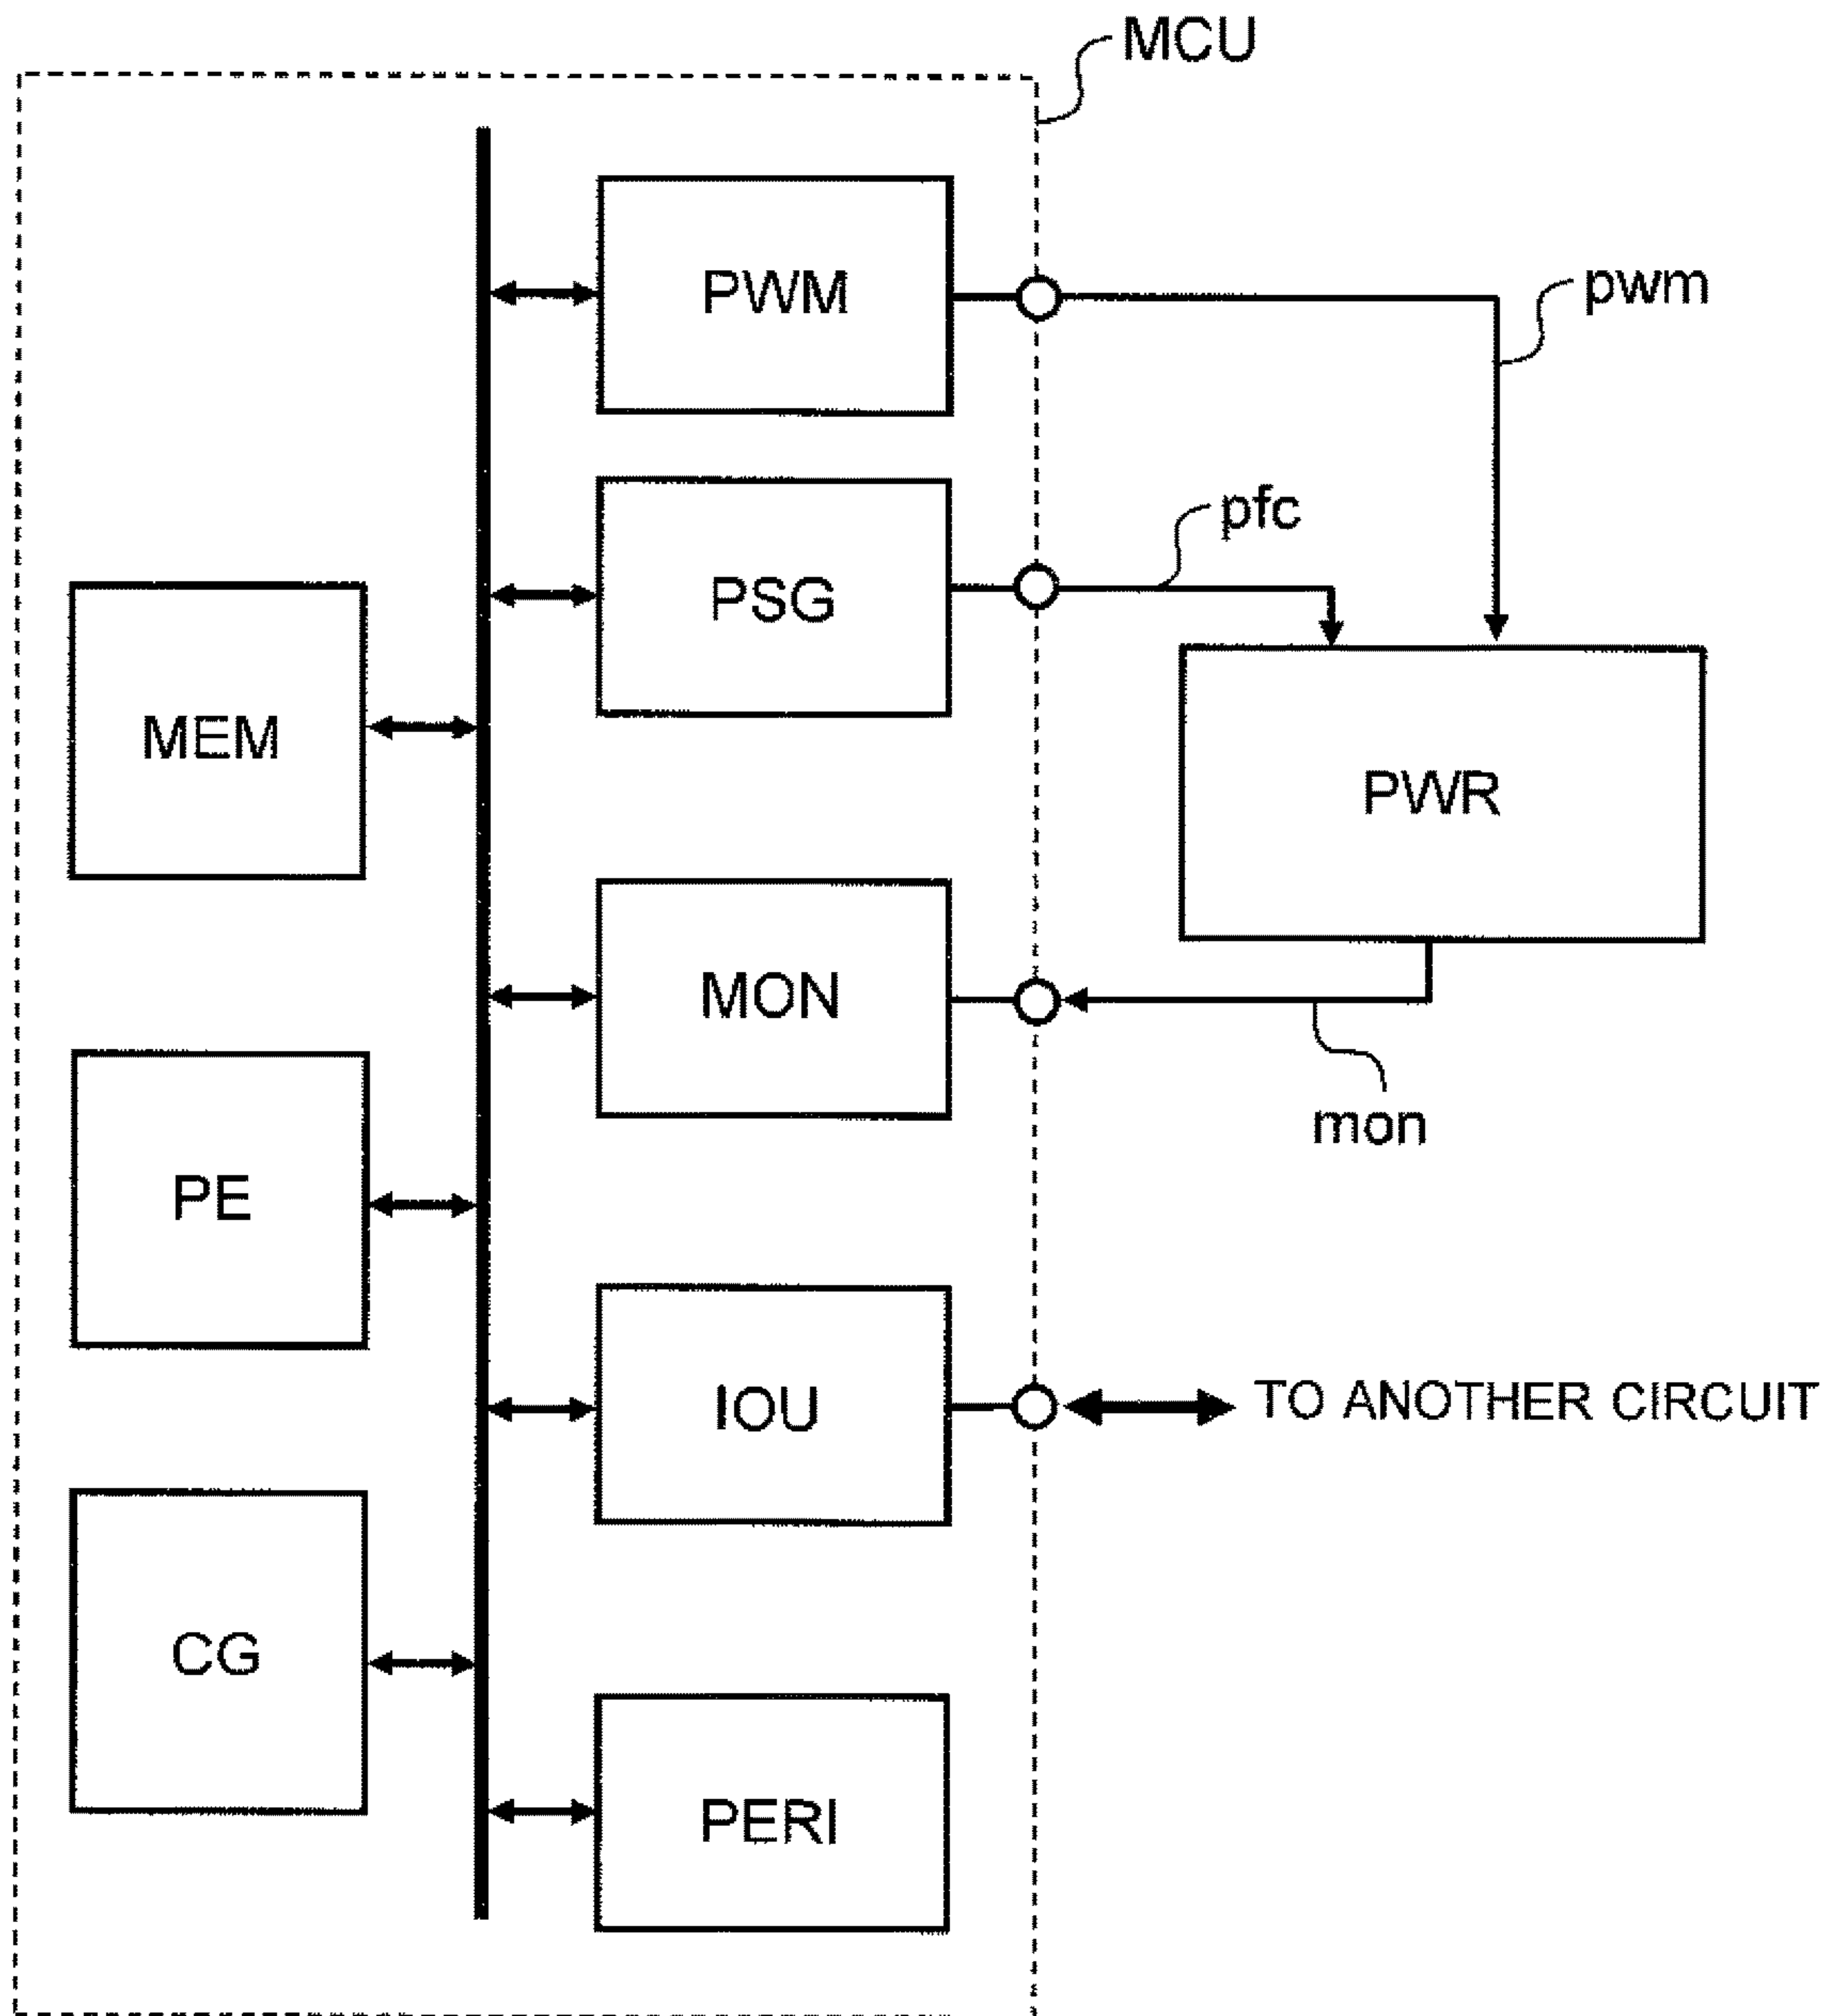 MCU
PWM
pwm
PSG
pfc
MEM
PWR
MON
mon
PE
IOU
TO ANOTHER CIRCUIT
CG
PERI